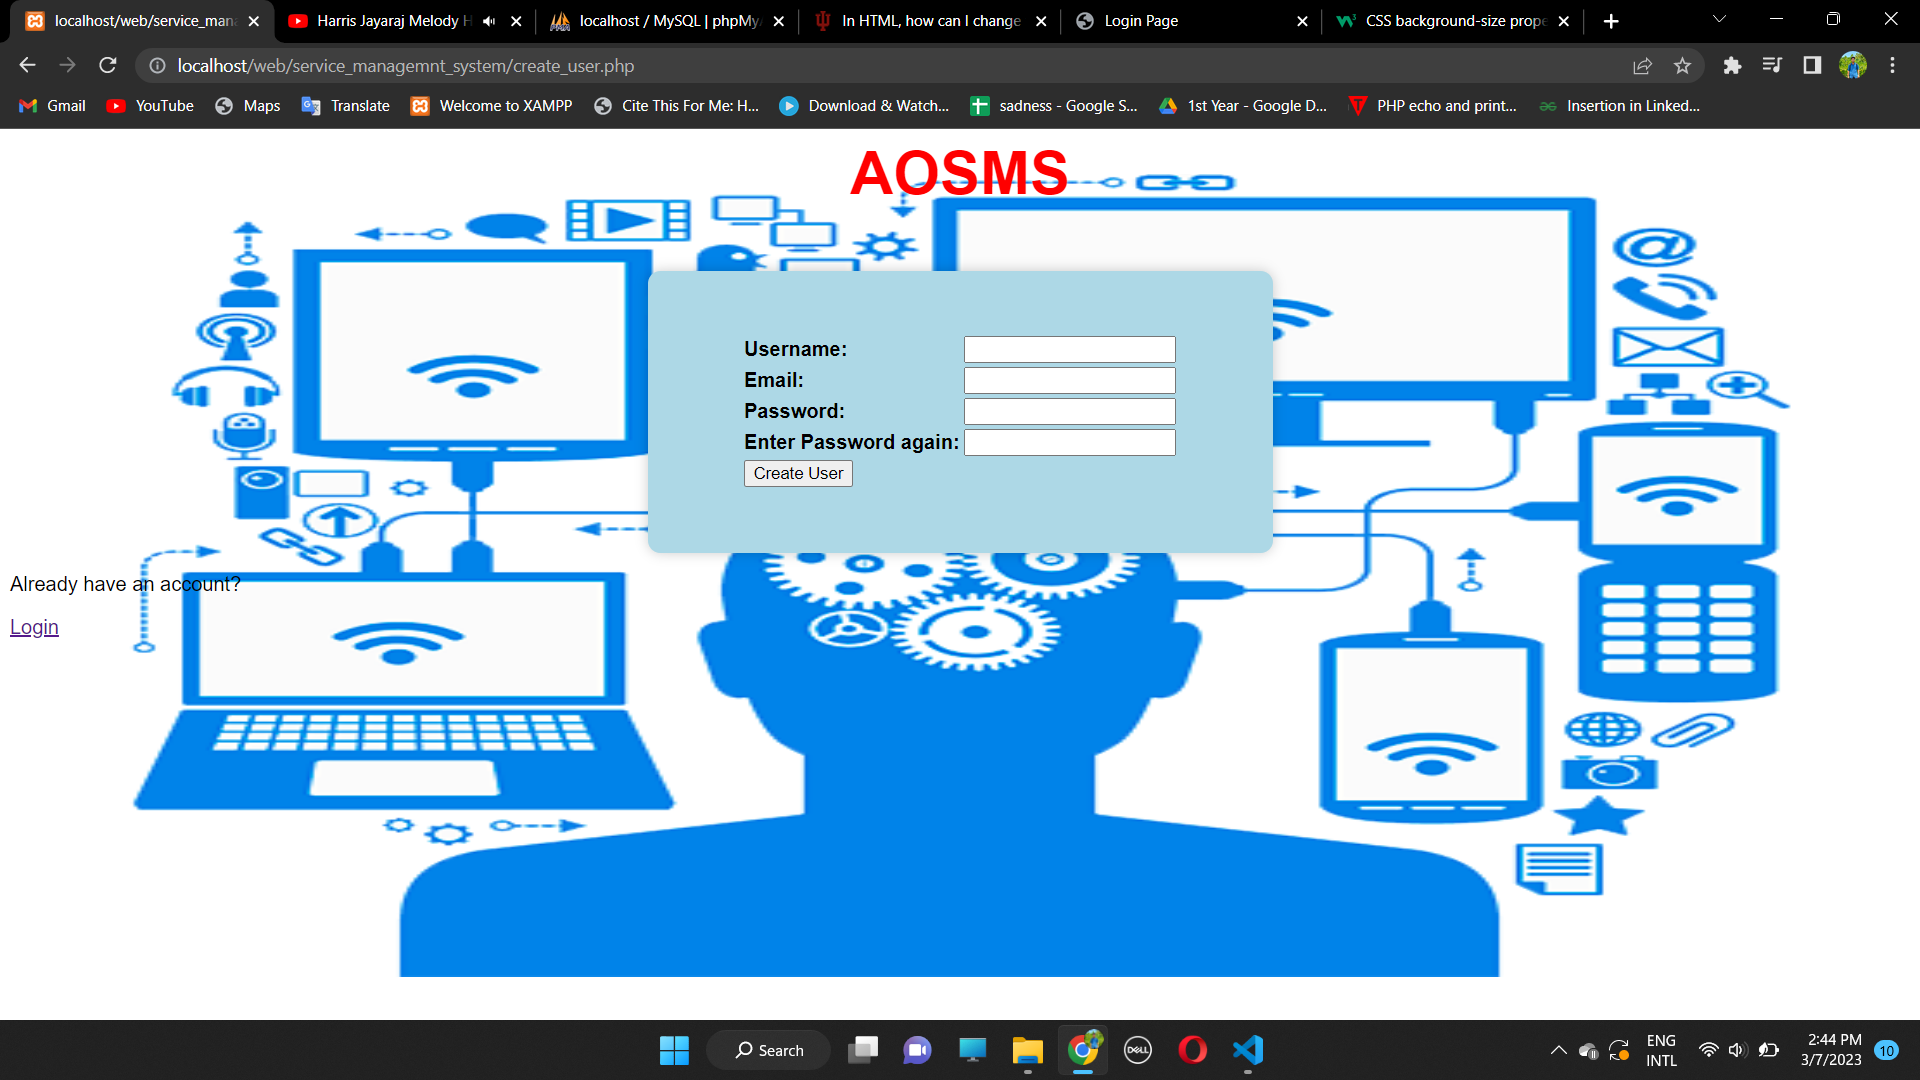 localhost/web/service_mana
Harris Jayaraj Melody H
localhost / MySQL | phpMyA
In HTML, how can I change
Login Page
CSS background-size prope
localhost/web/service_managemnt_system/create_user.php
Gmail
YouTube
Maps
Translate
Welcome to XAMPP
Cite This For Me: H...
Download & Watch...
sadness - Google S...
1st Year - Google D...
PHP echo and print...
Insertion in Linked...
AOSMS
Username:
Email:
Password:
Enter Password again:
Create User
Already have an account?
Login
Search
DELL
ENG
INTL
2:44 PM
3/7/2023
10